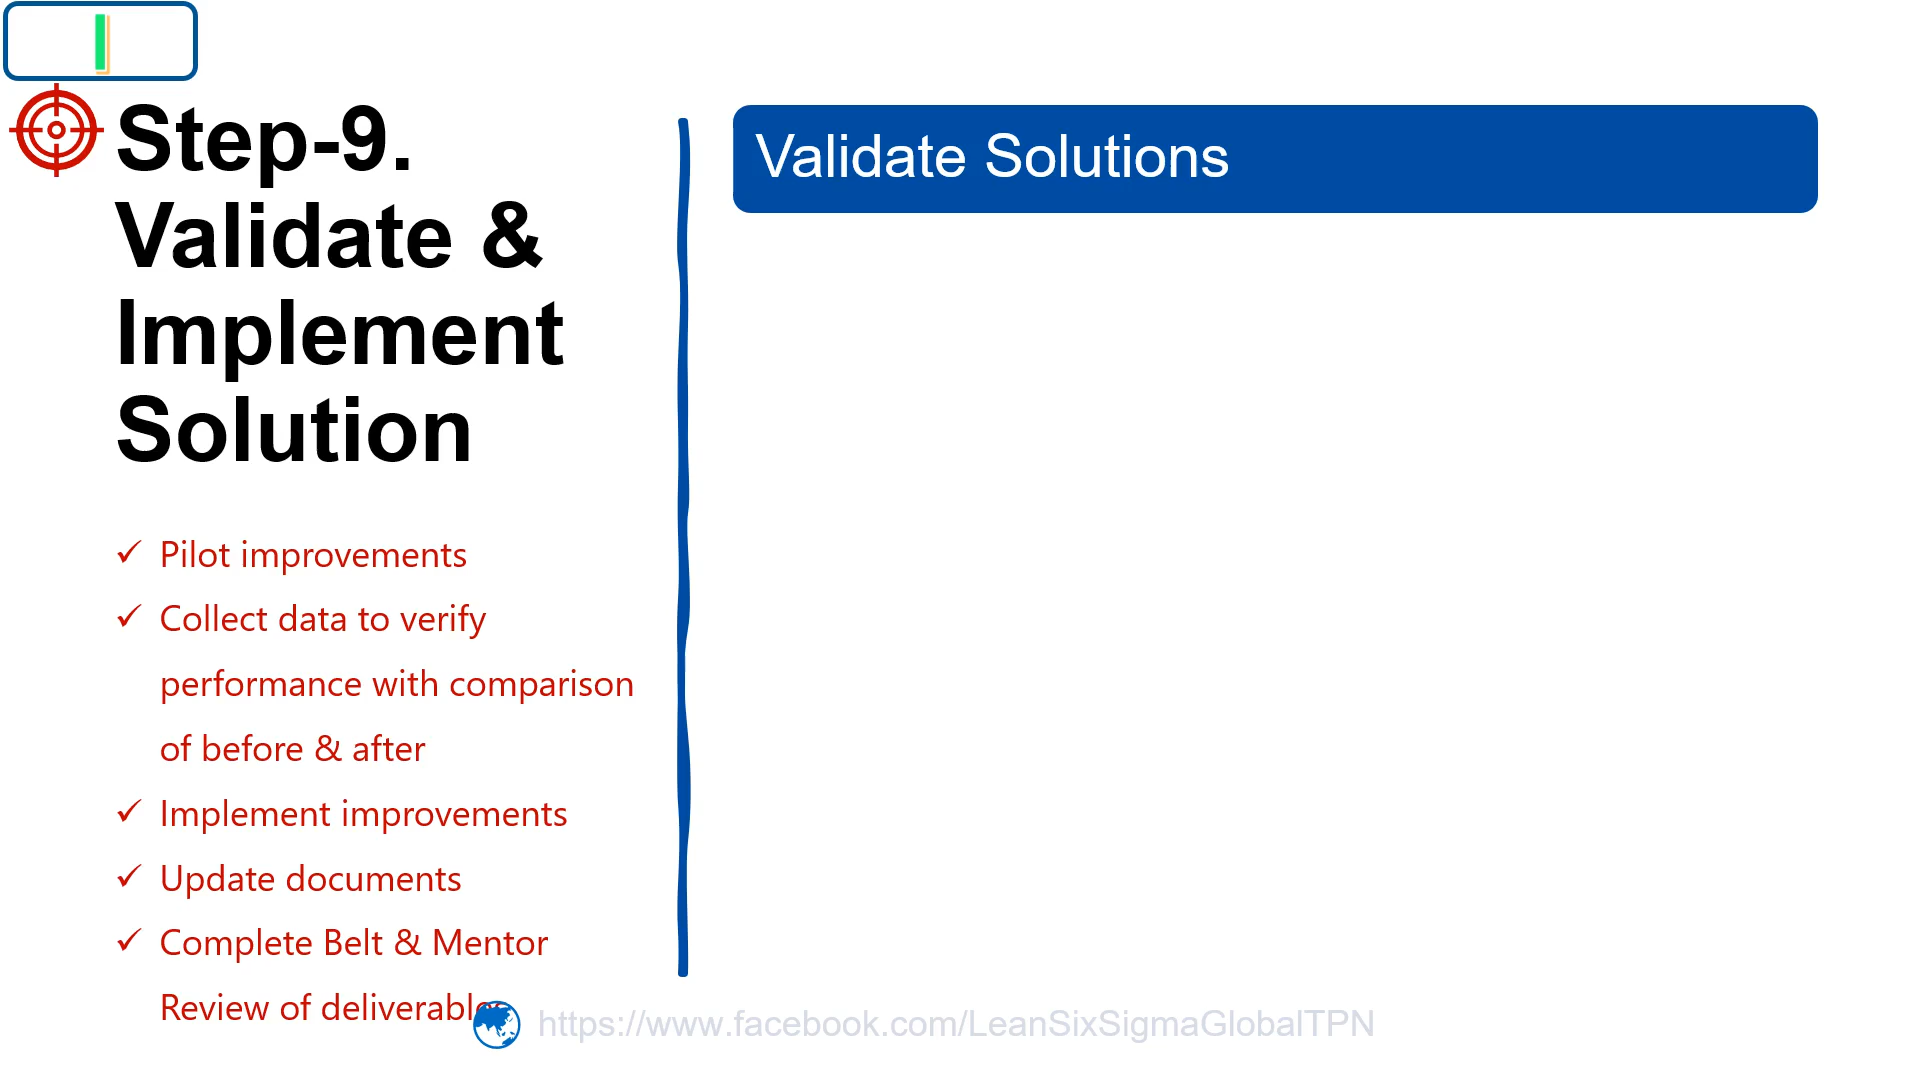 Step-9.
Validate &
Implement
Solution
✓ Pilot improvements
✓ Collect data to verify
performance with comparison
of before & after
✓ Implement improvements
✓ Update documents
✓ Complete Belt & Mentor
Review of deliverables
Validate Solutions
https://www.facebook.com/LeanSixSigmaGlobalTPN